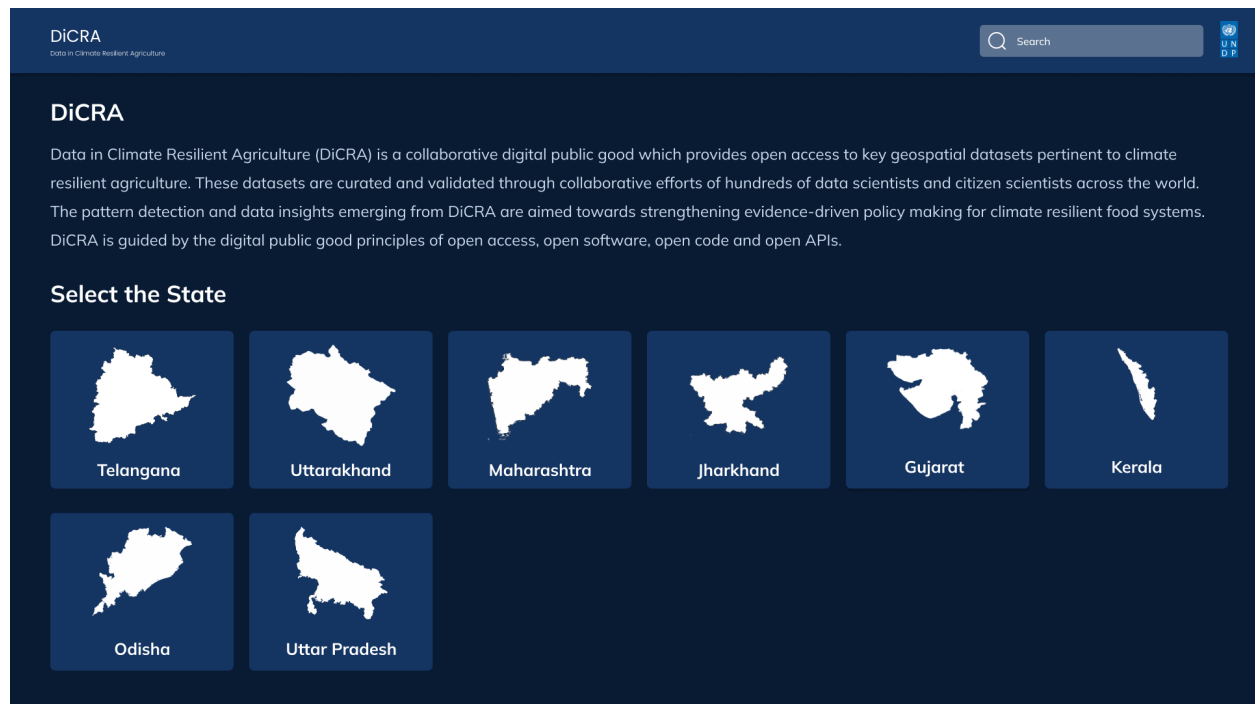 DiCRA
Data in Climate Resilient Agriculture
Search
U N
D P
DiCRA
Data in Climate Resilient Agriculture (DiCRA) is a collaborative digital public good which provides open access to key geospatial datasets pertinent to climate
resilient agriculture. These datasets are curated and validated through collaborative efforts of hundreds of data scientists and citizen scientists across the world.
The pattern detection and data insights emerging from DiCRA are aimed towards strengthening evidence-driven policy making for climate resilient food systems.
DiCRA is guided by the digital public good principles of open access, open software, open code and open APIs.
Select the State
Telangana
Uttarakhand
Maharashtra
Jharkhand
Gujarat
Kerala
Odisha
Uttar Pradesh